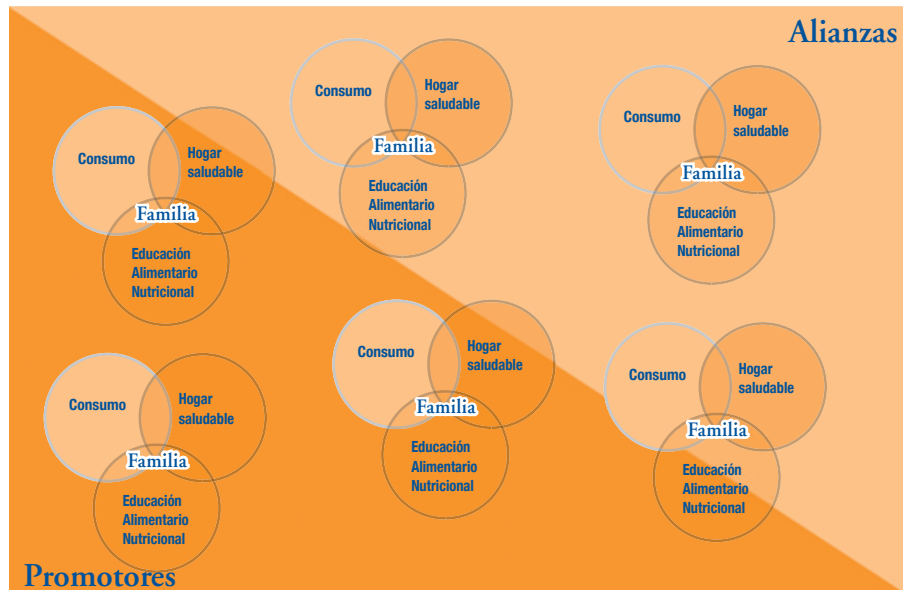 Alianzas
Consumo
Hogar
saludable
Familia
Educación
Alimentario
Nutricional
Consumo
Hogar
saludable
Familia
Educación
Alimentario
Nutricional
Consumo
Hogar
saludable
Familia
Educación
Alimentario
Nutricional
Consumo
Hogar
saludable
Familia
Educación
Alimentario
Nutricional
Consumo
Hogar
saludable
Familia
Educación
Alimentario
Nutricional
Consumo
Hogar
saludable
Familia
Educación
Alimentario
Nutricional
Promotores